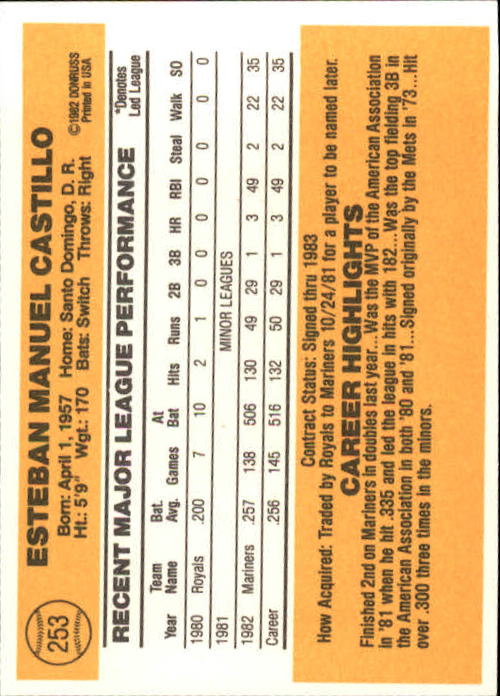 253
ESTEBAN MANUEL CASTILLO
Born: April 1, 1957 Home: Santo Domingo, D. R.
Ht.: 5'9" Wgt.: 170 Bats: Switch Throws: Right
©1982 DONRUSS
Printed in USA
RECENT MAJOR LEAGUE PERFORMANCE
*Denotes
Led League
Year Team Name Bat. Avg. Games At Bat Hits Runs 2B 3B HR RBI Steal Walk SO
1980 Royals .200 7 10 2 1 0 0 0 0 0 0 0
1981 MINOR LEAGUES
1982 Mariners .257 138 506 130 49 29 1 3 49 2 22 35
Career .256 145 516 132 50 29 1 3 49 2 22 35
Contract Status: Signed thru 1983
How Acquired: Traded by Royals to Mariners 10/24/81 for a player to be named later.
CAREER HIGHLIGHTS
Finished 2nd on Mariners in doubles last year...Was the MVP of the American Association
in '81 when he hit .335 and led the league in hits with 182...Was the top fielding 3B in
the American Association in both '80 and '81...Signed originally by the Mets in '73...Hit
over .300 three times in the minors.